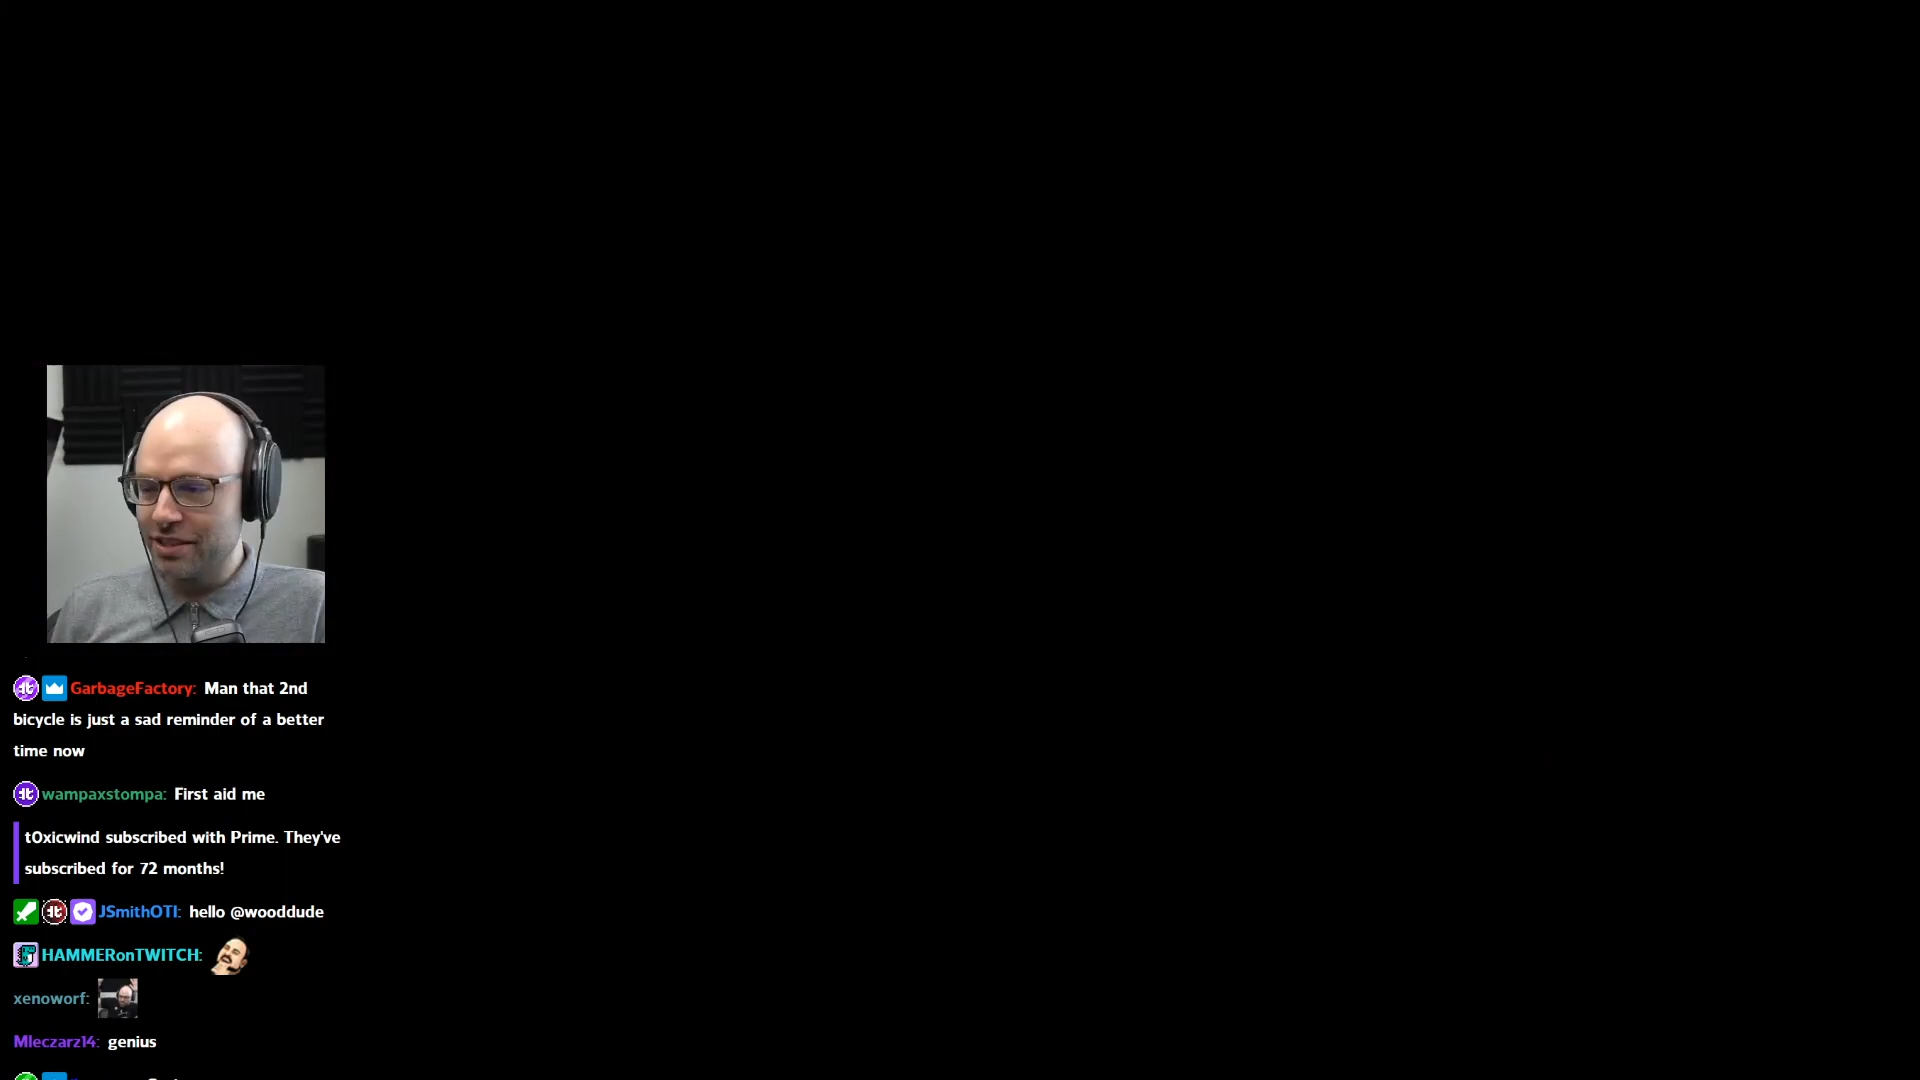 GarbageFactory: Man that 2nd
bicycle is just a sad reminder of a better
time now
wampaxstompa: First aid me
t0xicwind subscribed with Prime. They've
subscribed for 72 months!
JSmithOTI: hello @wooddude
HAMMERonTWITCH:
xenoworf:
Mleczarz14: genius